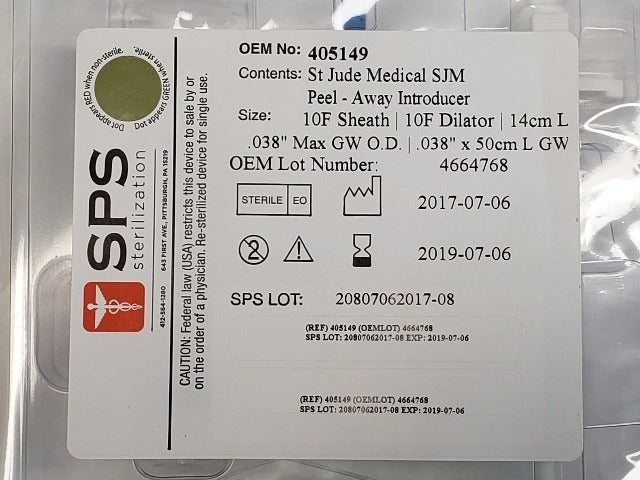 Dot appears RED when non-sterile.
Dot appears GREEN when sterile.
SPS
sterilization
643 FIRST AVE, PITTSBURGH, PA 15219
412-564-1280
CAUTION: Federal law (USA) restricts this device to sale by or
on the order of a physician. Re-sterilized device for single use.
OEM No: 405149
Contents: St Jude Medical SJM
Peel - Away Introducer
Size: 10F Sheath | 10F Dilator | 14cm L
.038" Max GW O.D. | .038" x 50cm L GW
OEM Lot Number: 4664768
STERILE EO 2017-07-06
2 2019-07-06
SPS LOT: 20807062017-08
(REF) 405149 (OEMLOT) 4664768
SPS LOT: 20807062017-08 EXP: 2019-07-06
(REF) 405149 (OEMLOT) 4664768
SPS LOT: 20807062017-08 EXP: 2019-07-06